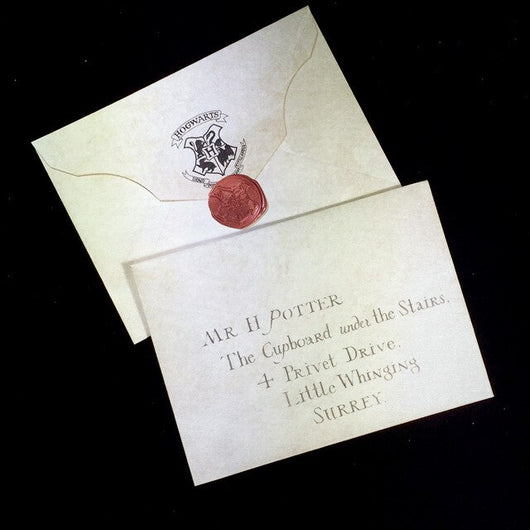 HOGWARTS
H
MR H POTTER
The Cupboard under the Stairs,
4 Privet Drive,
Little Whinging
SURREY.